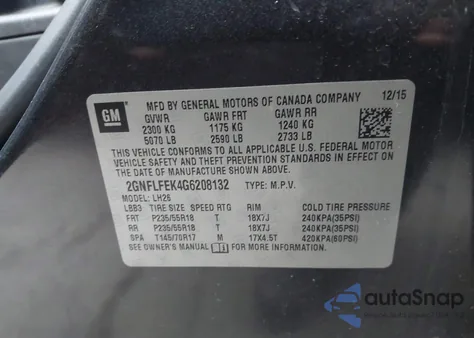 GM
MFD BY GENERAL MOTORS OF CANADA COMPANY 12/15
GVWR GAWR FRT GAWR RR
2300 KG 1175 KG 1240 KG
5070 LB 2590 LB 2733 LB
THIS VEHICLE CONFORMS TO ALL APPLICABLE U.S. FEDERAL MOTOR
VEHICLE SAFETY AND THEFT PREVENTION STANDARDS IN EFFECT ON THE
DATE OF MANUFACTURE SHOWN ABOVE.
2GNFLFEK4G6208132 TYPE: M.P.V.
MODEL: LH26
LBB3 TIRE SIZE SPEED RTG RIM COLD TIRE PRESSURE
FRT P235/55R18 T 18X7J 240KPA(35PSI)
RR P235/55R18 T 18X7J 240KPA(35PSI)
SPA T145/70R17 M 17X4.5T 420KPA(60PSI)
SEE OWNER'S MANUAL FOR MORE INFORMATION
autoSnap